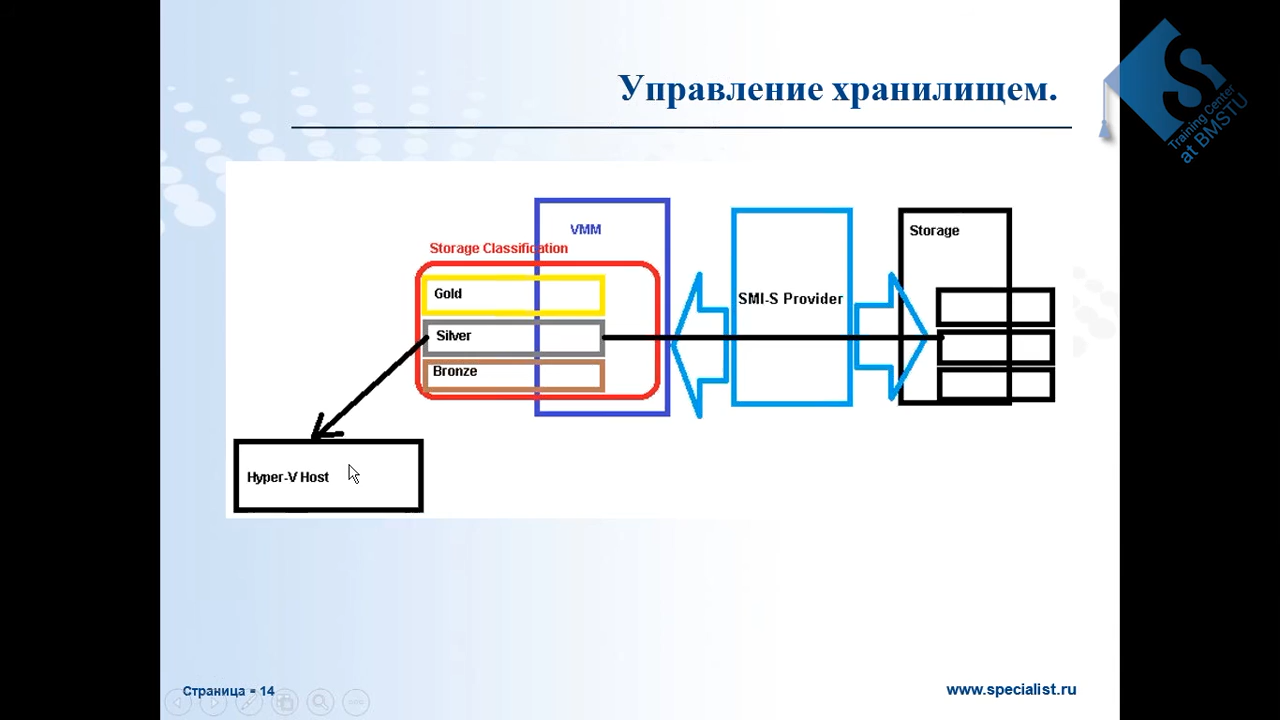 Управление хранилищем.
Training Center
at BMSTU
VMM
Storage Classification
Gold
Silver
Bronze
SMI-S Provider
Storage
Hyper-V Host
Страница = 14
www.specialist.ru